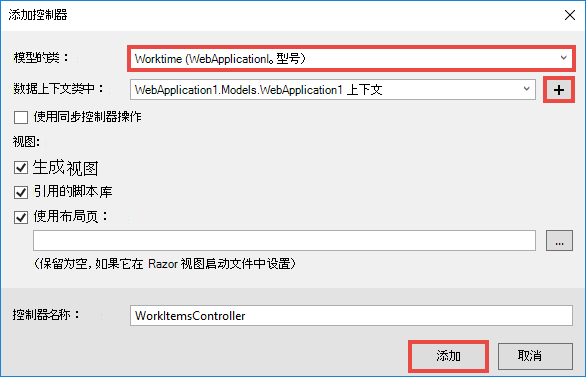 添加控制器
模型的类： Worktime (WebApplicationl。型号）
数据上下文类中： WebApplication1.Models.WebApplication1 上下文 +
使用同步控制器操作
视图:
生成视图
引用的脚本库
使用布局页：
...
（保留为空, 如果它在 Razor 视图启动文件中设置）
控制器名称： WorkItemsController
添加 取消